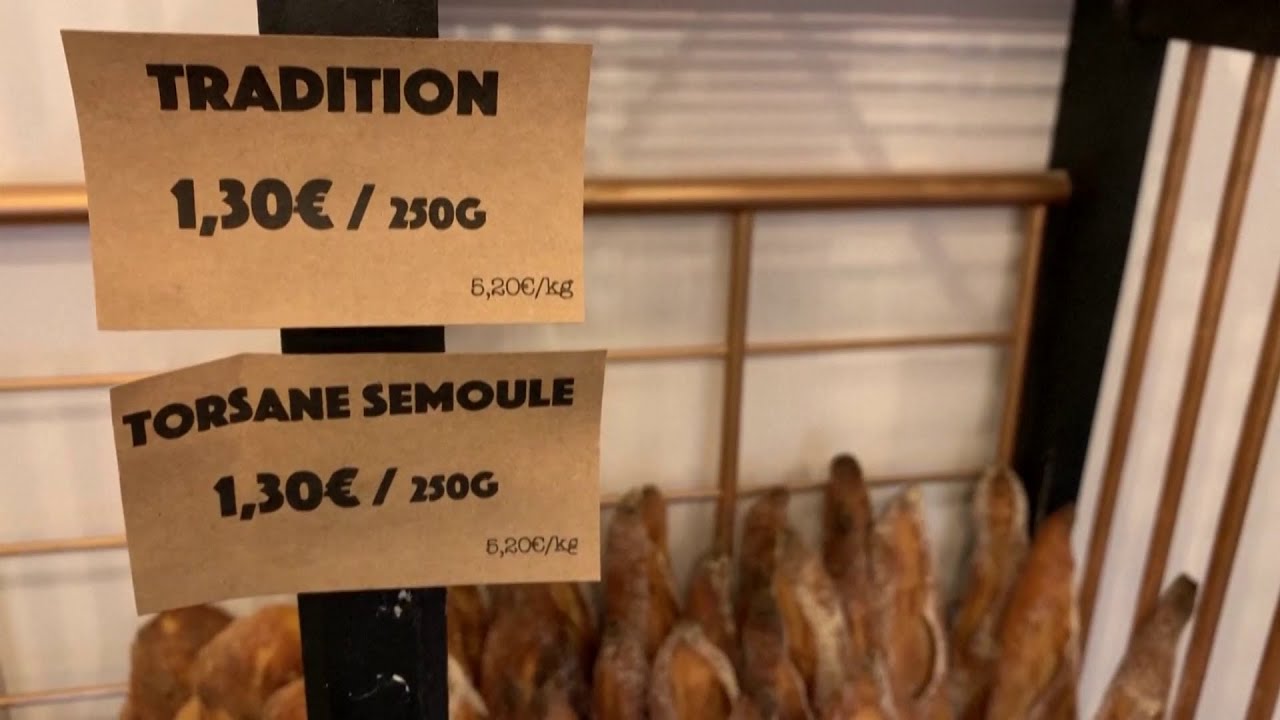 TRADITION
1,30€ / 250G
5,20€/kg
TORSANE SEMOULE
1,30€ / 250G
5,20€/kg